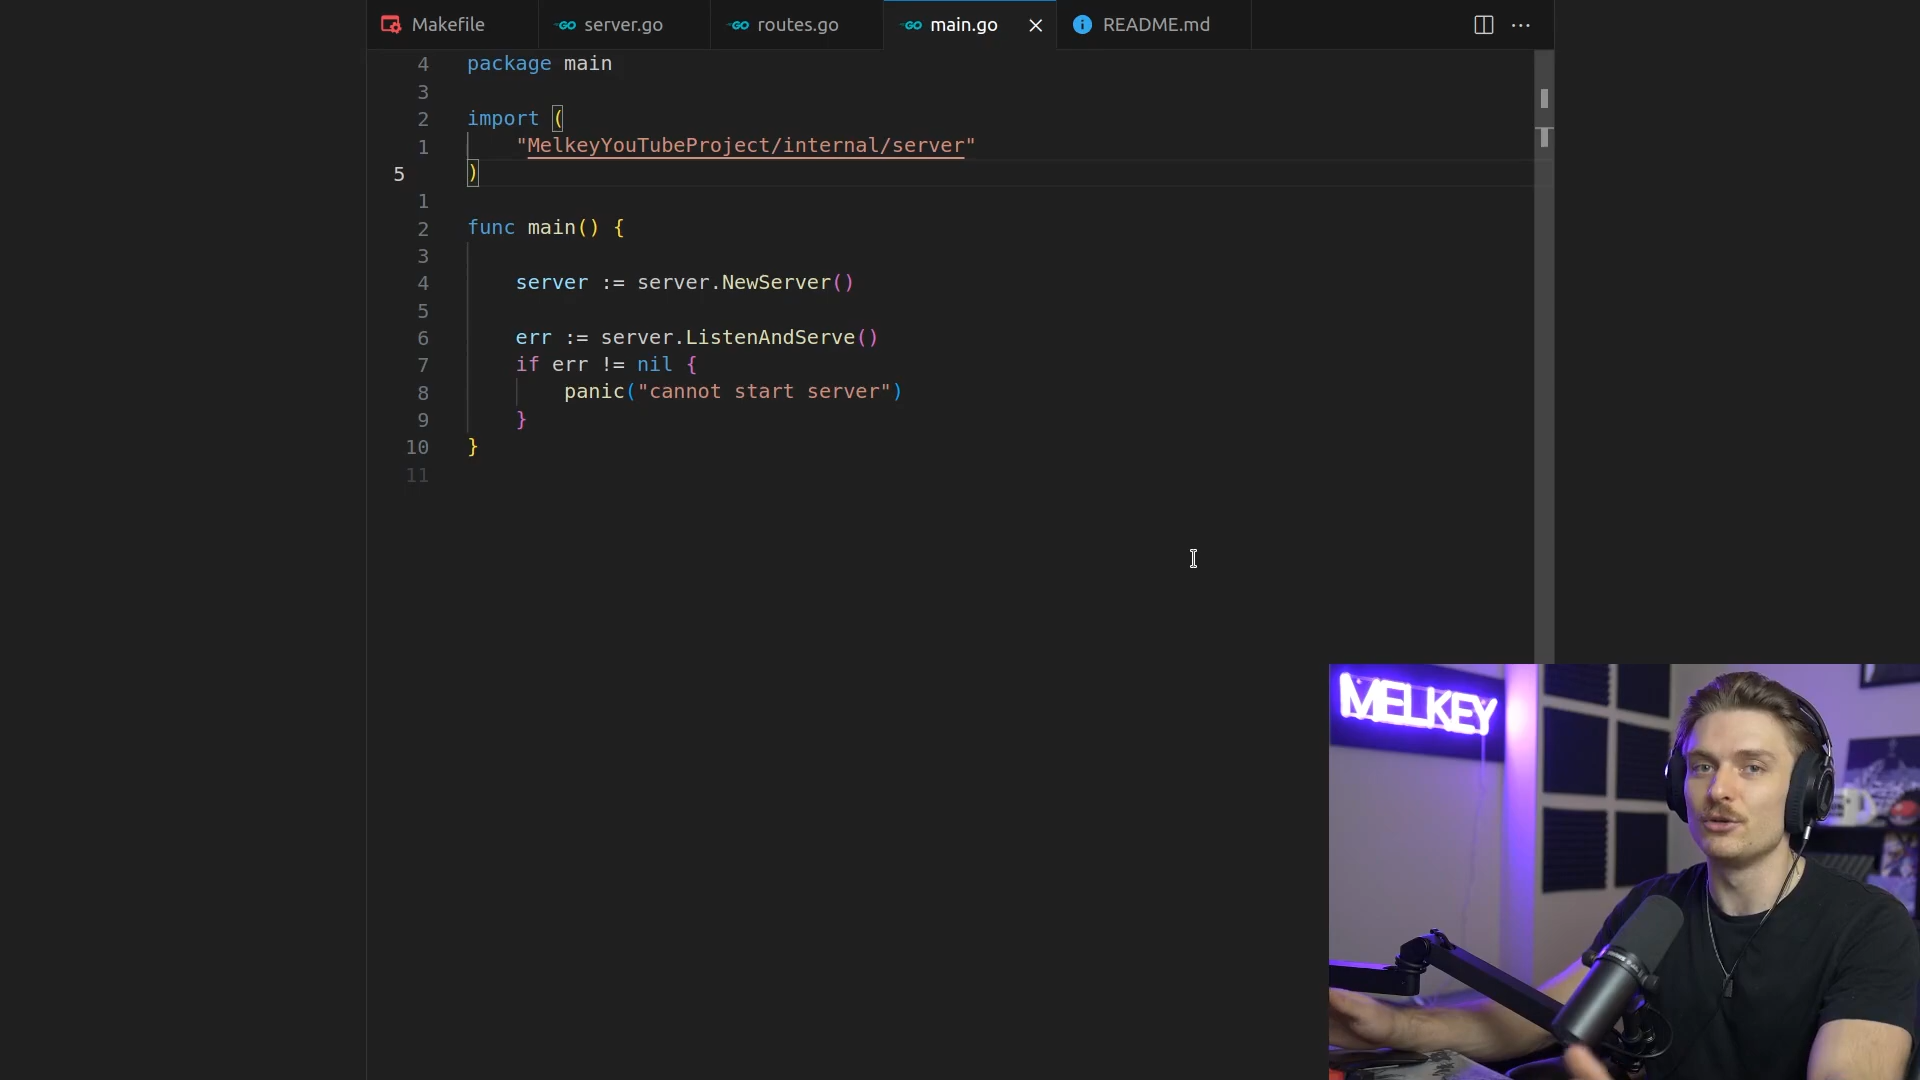 Makefile
server.go
routes.go
main.go
README.md
4 package main
3
2 import (
1 "MelkeyYouTubeProject/internal/server"
5 )
1
2 func main() {
3
4 server := server.NewServer()
5
6 err := server.ListenAndServe()
7 if err != nil {
8 panic("cannot start server")
9 }
10 }
11
MELKEY